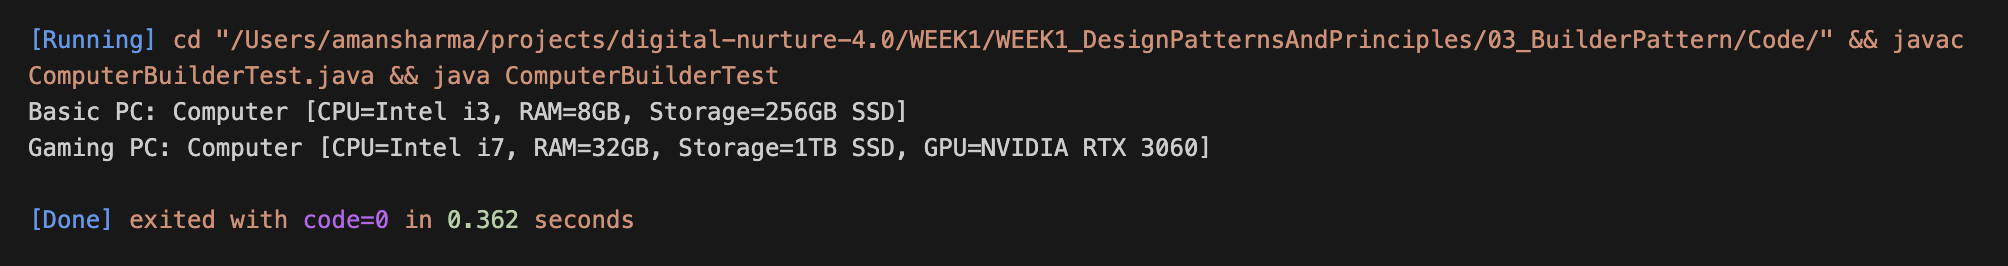 [Running] cd "/Users/amansharma/projects/digital-nurture-4.0/WEEK1/WEEK1_DesignPatternsAndPrinciples/03_BuilderPattern/Code/" && javac
ComputerBuilderTest.java && java ComputerBuilderTest
Basic PC: Computer [CPU=Intel i3, RAM=8GB, Storage=256GB SSD]
Gaming PC: Computer [CPU=Intel i7, RAM=32GB, Storage=1TB SSD, GPU=NVIDIA RTX 3060]
[Done] exited with code=0 in 0.362 seconds